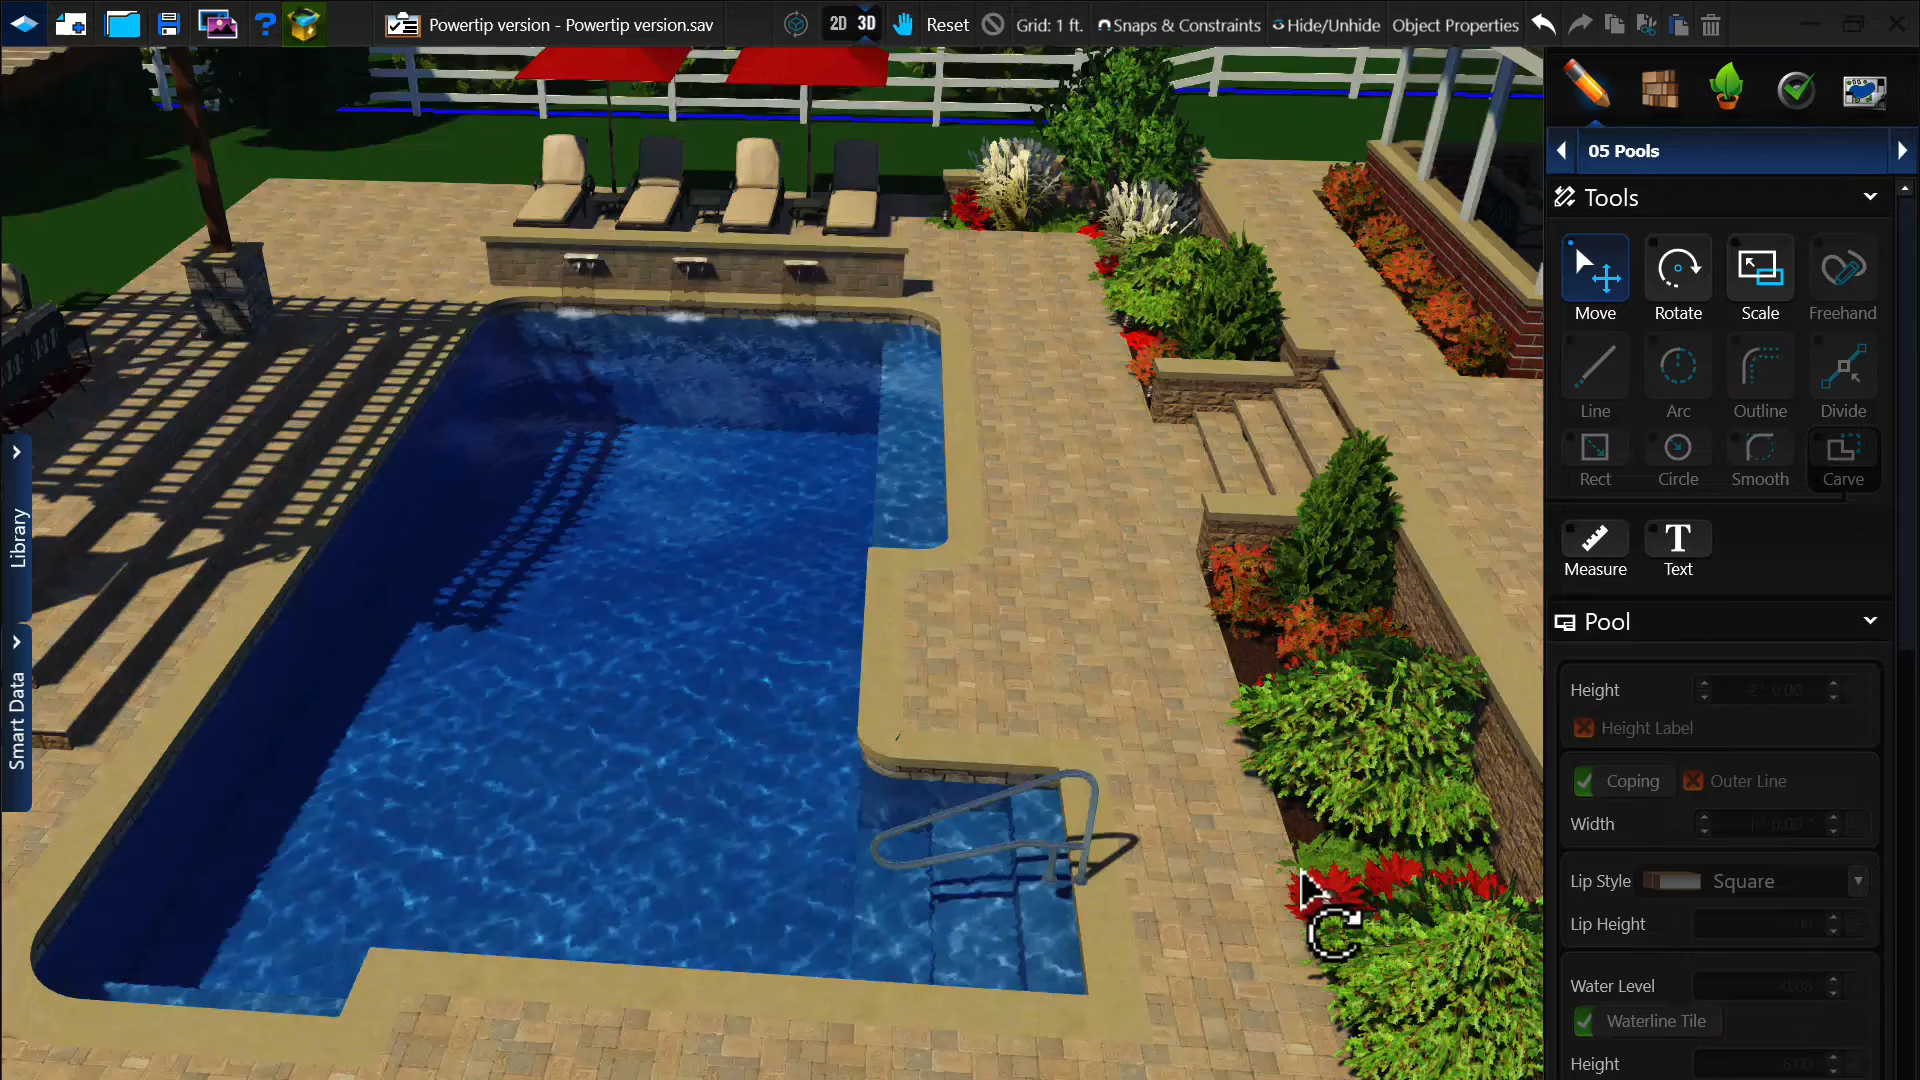 Powertip version - Powertip version.sav
2D 3D
Reset
Grid: 1 ft.
Snaps & Constraints
Hide/Unhide
Object Properties
05 Pools
Tools
Move Rotate Scale Freehand
Line Arc Outline Divide
Rect Circle Smooth Carve
Measure
T
Text
Pool
Height
Height Label
Coping
Outer Line
Width
Lip Style
Square
Lip Height
Water Level
Waterline Tile
Height
Library
Smart Data